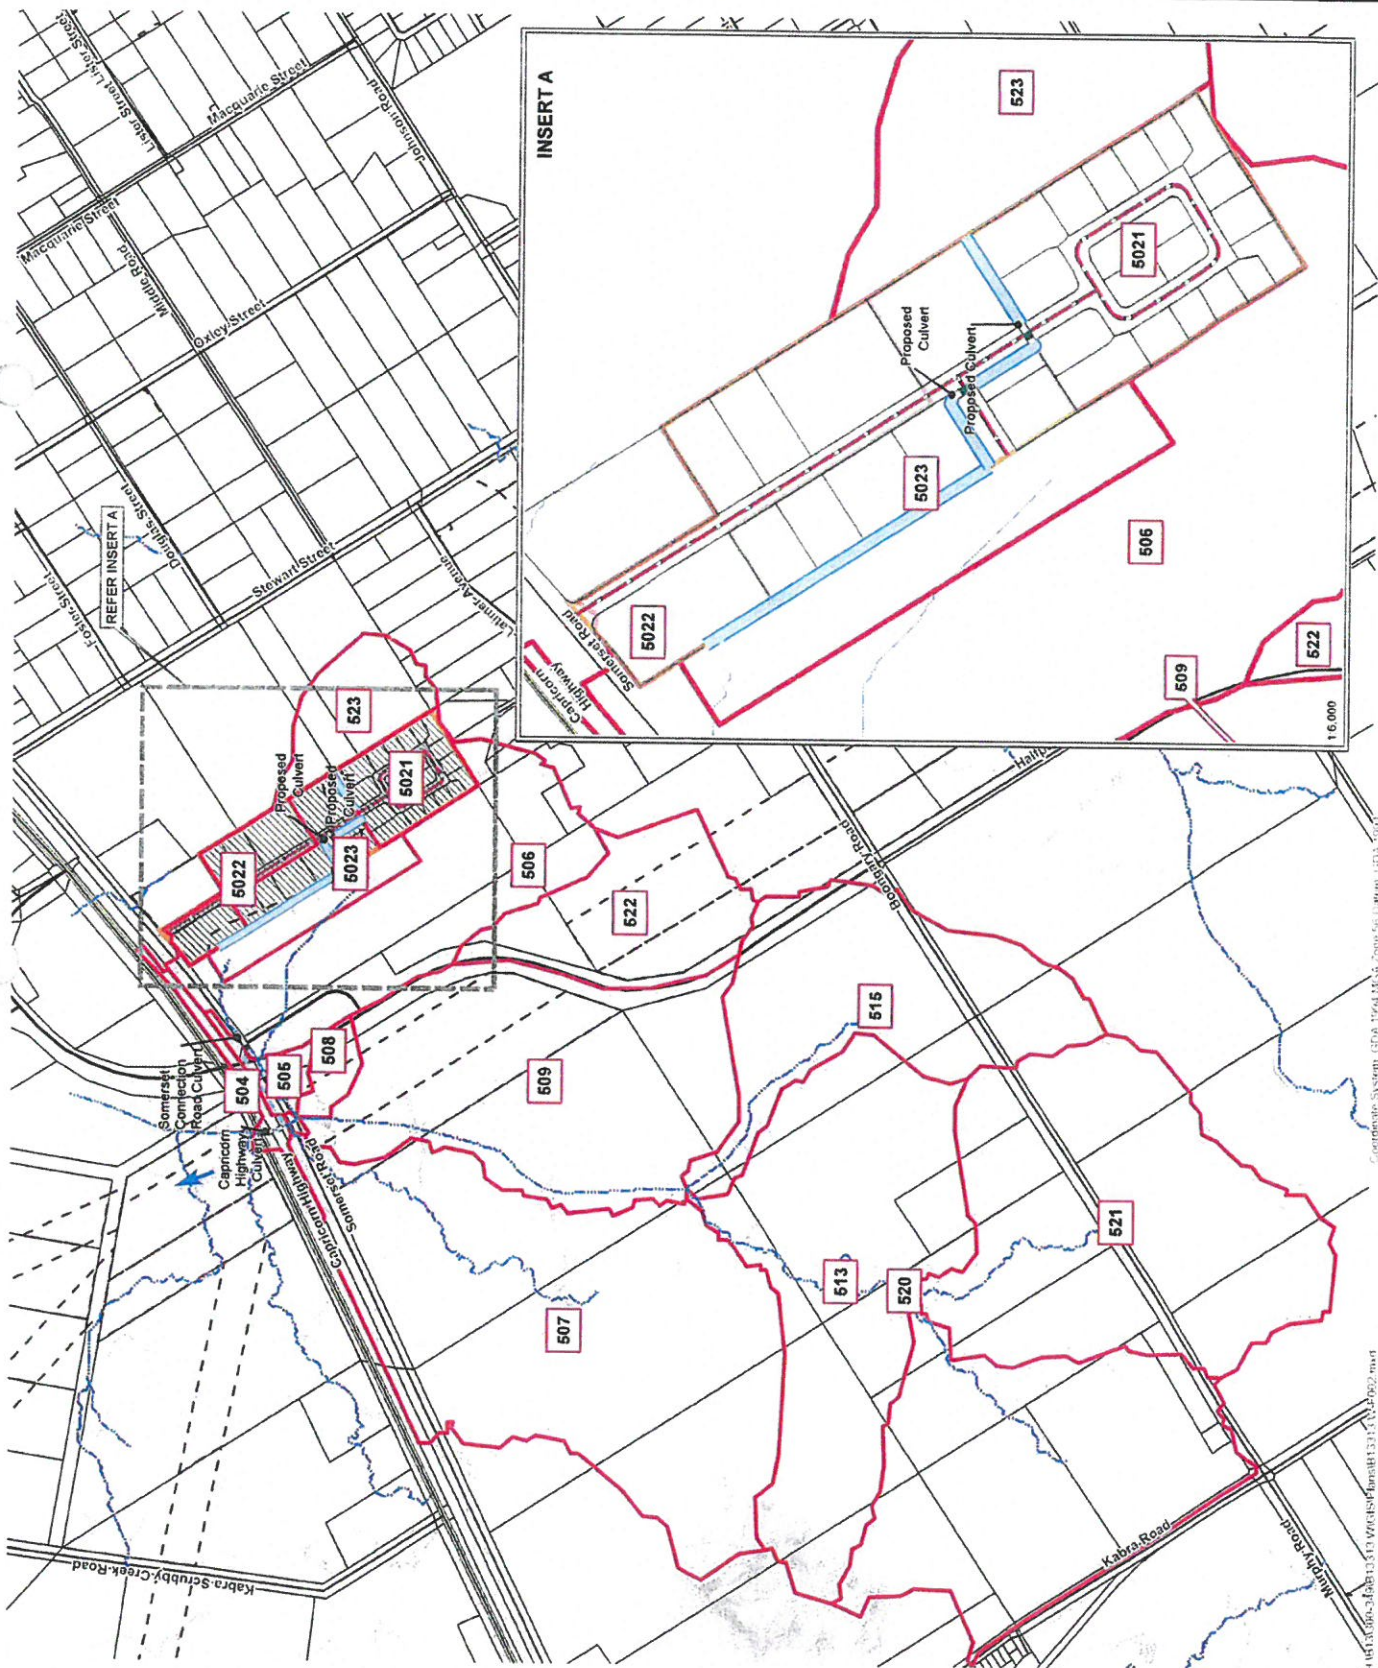 Lister Street
Lister Street
Macquarie Street
Johnson Road
Macquarie Street
Middle Road
Oxley Street
Douglas Street
Foster Street
Stewart Street
Latimer Avenue
REFER INSERT A
523
Proposed
Culvert
Proposed
Culvert
5021
5022
5023
506
522
Boongary Road
508
505
504
Somerset
Connection
Road Culvert
Capricorn
Highway
Culvert
Capricorn Highway
Somerset Road
509
515
507
513
520
521
Kabra Scrubby Creek Road
Kabra Road
Murphy Road
INSERT A
523
5021
Proposed
Culvert
Proposed Culvert
5023
5022
506
Somerset Road
Capricorn
Highway
509
522